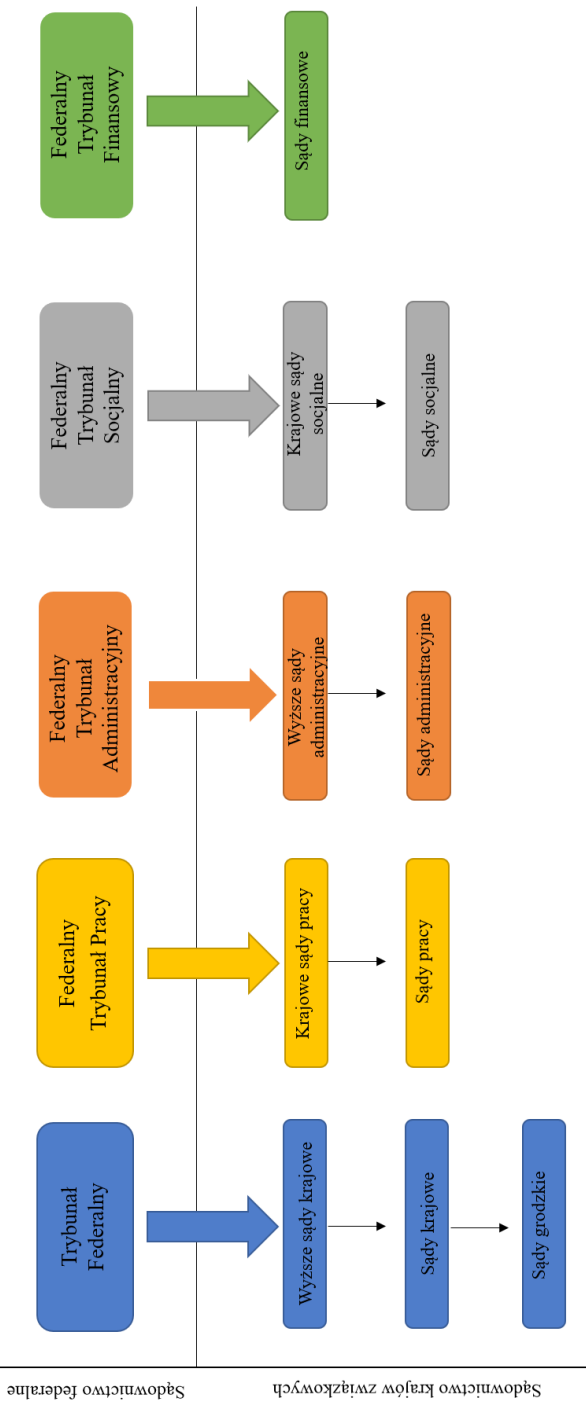 Sądownictwo federalne
Trybunał
Federalny
Federalny
Trybunał Pracy
Federalny
Trybunał
Administracyjny
Federalny
Trybunał
Socjalny
Federalny
Trybunał
Finansowy
Sądownictwo krajów związkowych
Wyższe sądy krajowe
Krajowe sądy pracy
Wyższe sądy
administracyjne
Krajowe sądy
socjalne
Sądy finansowe
Sądy krajowe
Sądy pracy
Sądy administracyjne
Sądy socjalne
Sądy grodzkie